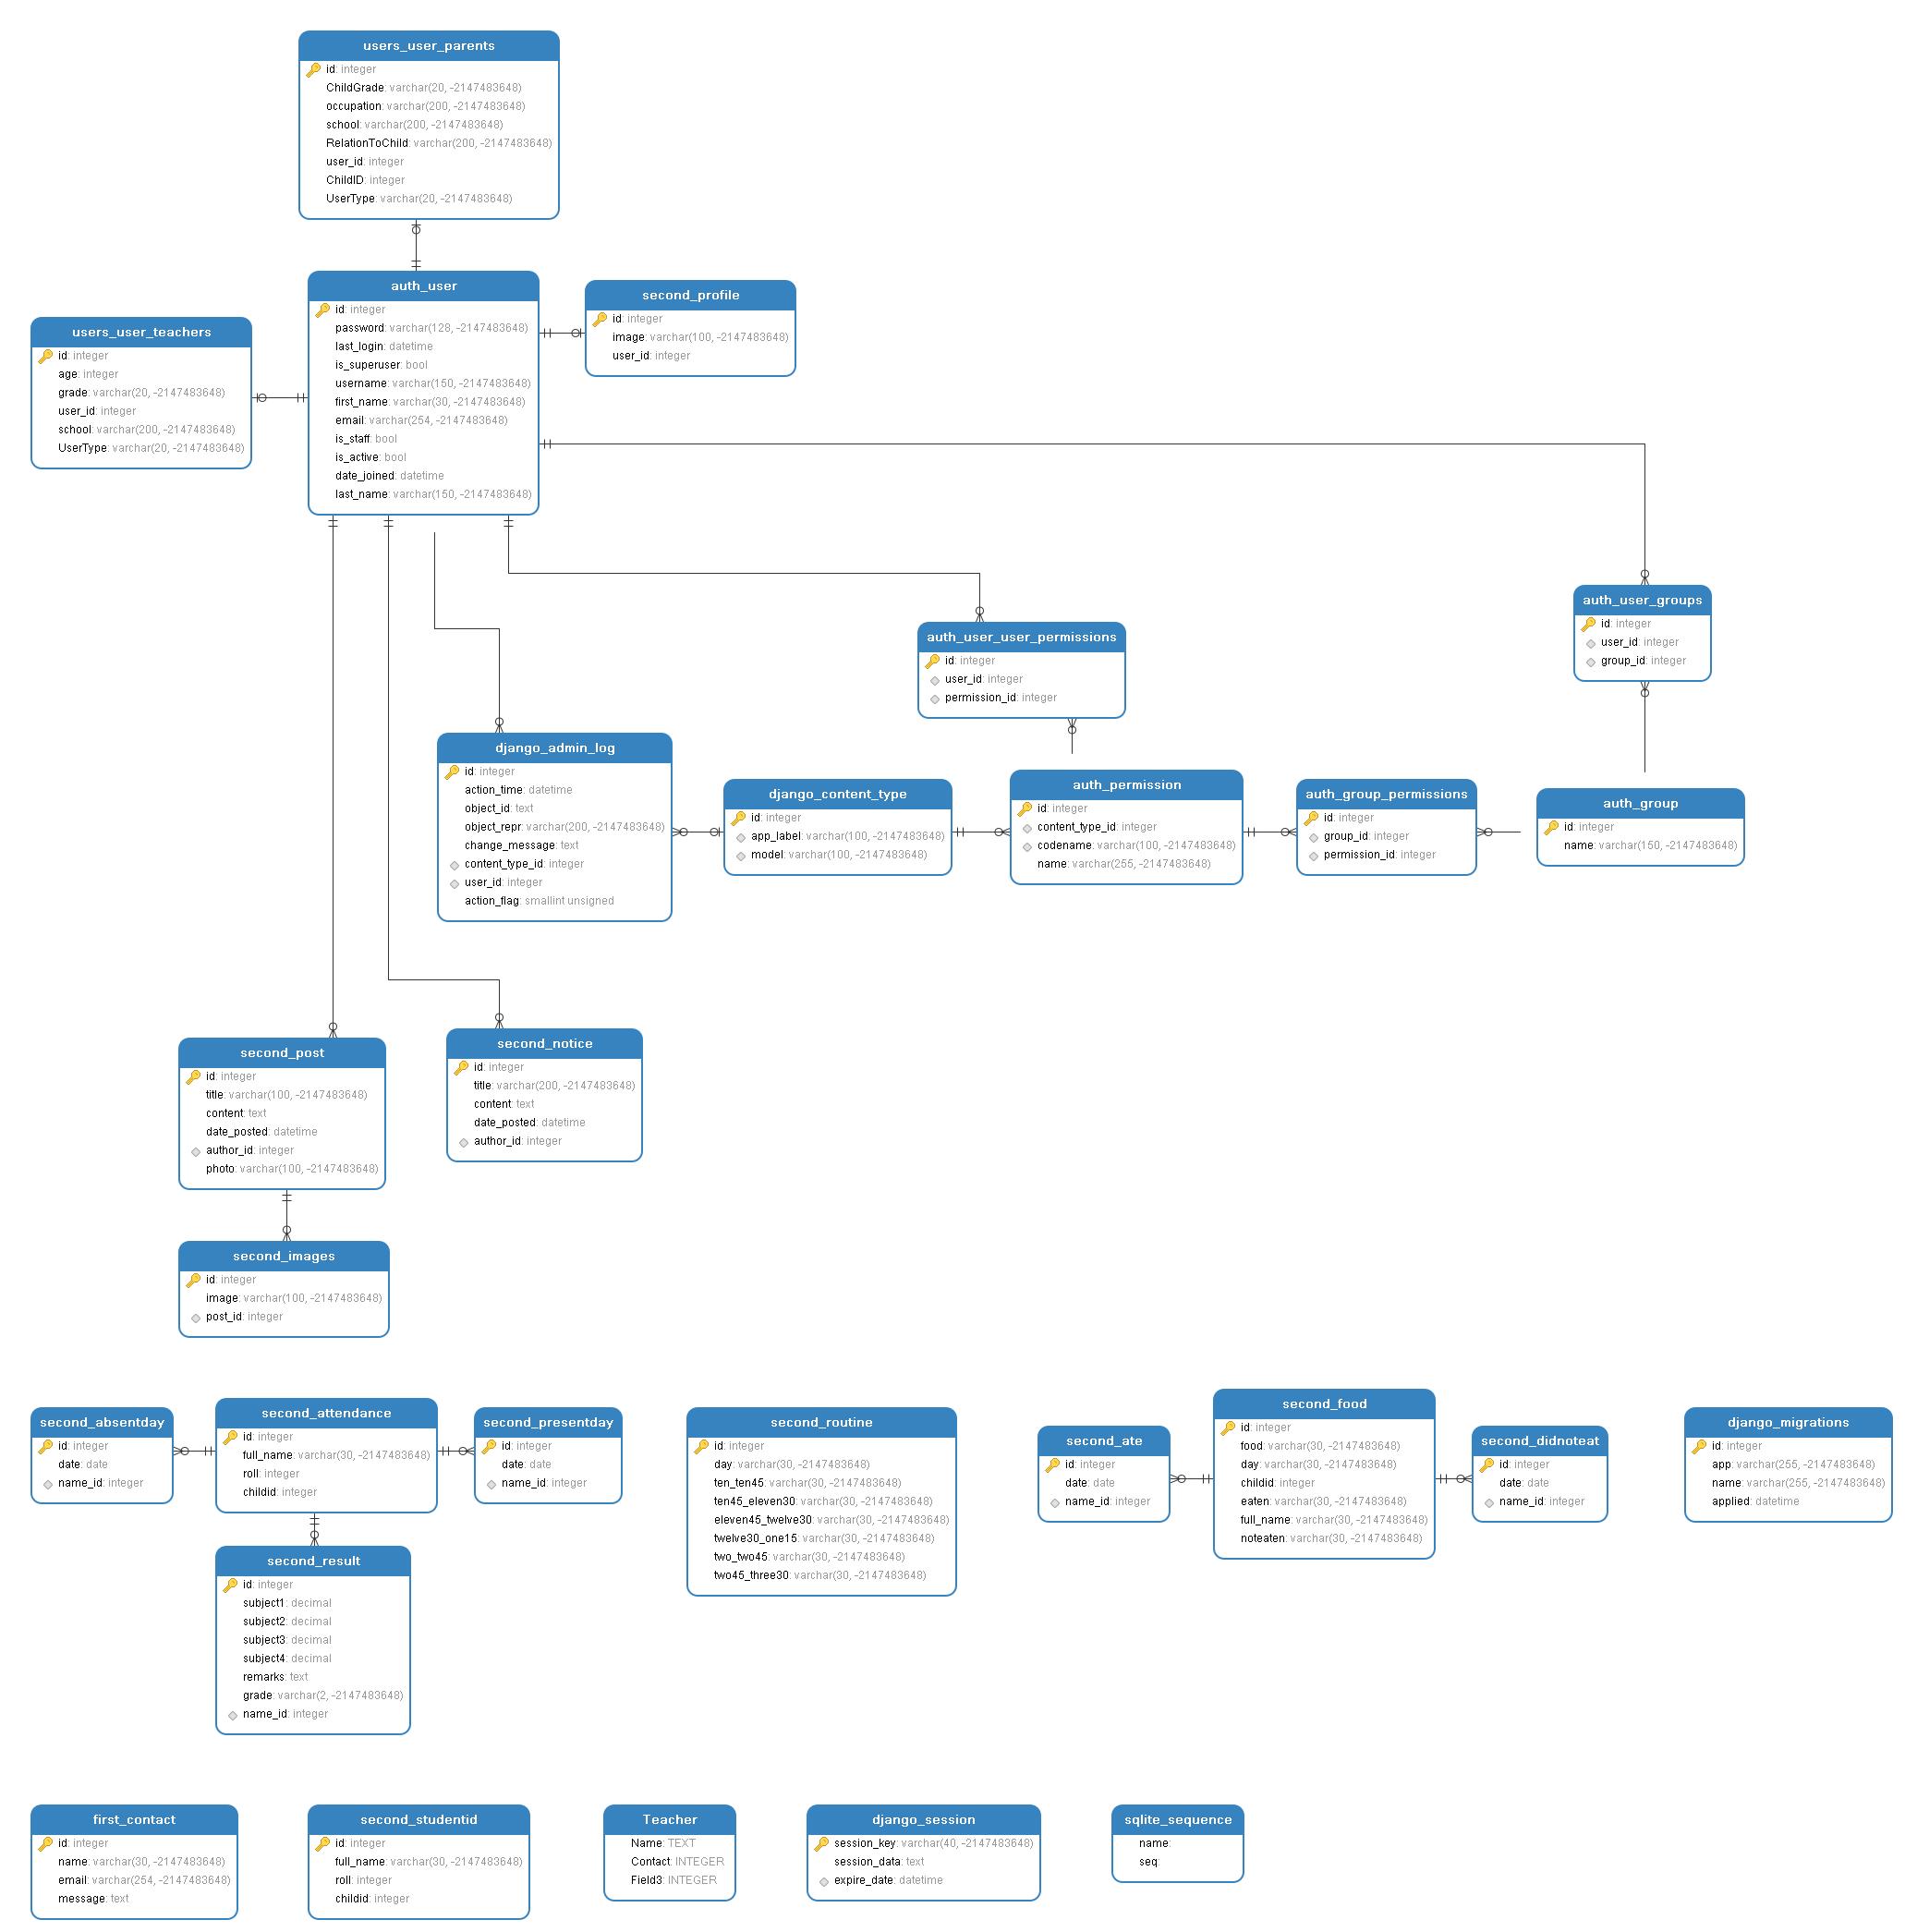 users_user_parents
id: integer
ChildGrade: varchar(20, -2147483648)
occupation: varchar(200, -2147483648)
school: varchar(200, -2147483648)
RelationToChild: varchar(200, -2147483648)
user_id: integer
ChildID: integer
UserType: varchar(20, -2147483648)
auth_user
id: integer
password: varchar(128, -2147483648)
last_login: datetime
is_superuser: bool
username: varchar(150, -2147483648)
first_name: varchar(30, -2147483648)
email: varchar(254, -2147483648)
is_staff: bool
is_active: bool
date_joined: datetime
last_name: varchar(150, -2147483648)
second_profile
id: integer
image: varchar(100, -2147483648)
user_id: integer
users_user_teachers
id: integer
age: integer
grade: varchar(20, -2147483648)
user_id: integer
school: varchar(200, -2147483648)
UserType: varchar(20, -2147483648)
auth_user_groups
id: integer
user_id: integer
group_id: integer
auth_user_user_permissions
id: integer
user_id: integer
permission_id: integer
django_admin_log
id: integer
action_time: datetime
object_id: text
object_repr: varchar(200, -2147483648)
change_message: text
content_type_id: integer
user_id: integer
action_flag: smallint unsigned
django_content_type
id: integer
app_label: varchar(100, -2147483648)
model: varchar(100, -2147483648)
auth_permission
id: integer
content_type_id: integer
codename: varchar(100, -2147483648)
name: varchar(255, -2147483648)
auth_group_permissions
id: integer
group_id: integer
permission_id: integer
auth_group
id: integer
name: varchar(150, -2147483648)
second_post
id: integer
title: varchar(100, -2147483648)
content: text
date_posted: datetime
author_id: integer
photo: varchar(100, -2147483648)
second_notice
id: integer
title: varchar(200, -2147483648)
content: text
date_posted: datetime
author_id: integer
second_images
id: integer
image: varchar(100, -2147483648)
post_id: integer
second_absentday
id: integer
date: date
name_id: integer
second_attendance
id: integer
full_name: varchar(30, -2147483648)
roll: integer
childid: integer
second_presentday
id: integer
date: date
name_id: integer
second_routine
id: integer
day: varchar(30, -2147483648)
ten_ten45: varchar(30, -2147483648)
ten45_eleven30: varchar(30, -2147483648)
eleven45_twelve30: varchar(30, -2147483648)
twelve30_one15: varchar(30, -2147483648)
two_two45: varchar(30, -2147483648)
two45_three30: varchar(30, -2147483648)
second_ate
id: integer
date: date
name_id: integer
second_food
id: integer
food: varchar(30, -2147483648)
day: varchar(30, -2147483648)
childid: integer
eaten: varchar(30, -2147483648)
full_name: varchar(30, -2147483648)
noteaten: varchar(30, -2147483648)
second_didnoteat
id: integer
date: date
name_id: integer
django_migrations
id: integer
app: varchar(255, -2147483648)
name: varchar(255, -2147483648)
applied: datetime
second_result
id: integer
subject1: decimal
subject2: decimal
subject3: decimal
subject4: decimal
remarks: text
grade: varchar(2, -2147483648)
name_id: integer
first_contact
id: integer
name: varchar(30, -2147483648)
email: varchar(254, -2147483648)
message: text
second_studentid
id: integer
full_name: varchar(30, -2147483648)
roll: integer
childid: integer
Teacher
Name: TEXT
Contact: INTEGER
Field3: INTEGER
django_session
session_key: varchar(40, -2147483648)
session_data: text
expire_date: datetime
sqlite_sequence
name:
seq: